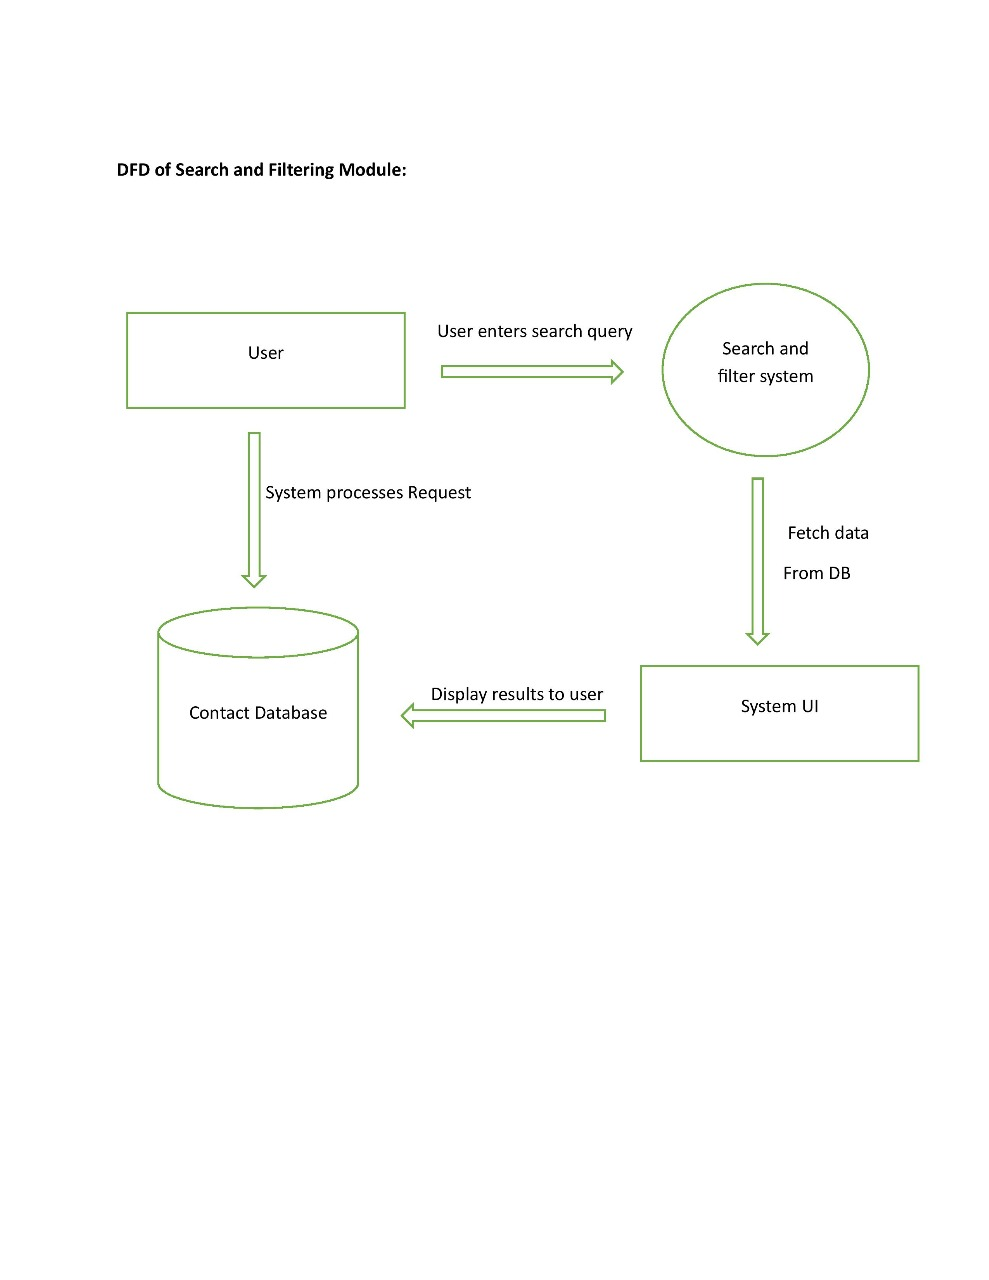 DFD of Search and Filtering Module:
User
User enters search query
Search and
filter system
System processes Request
Fetch data
From DB
Contact Database
Display results to user
System UI